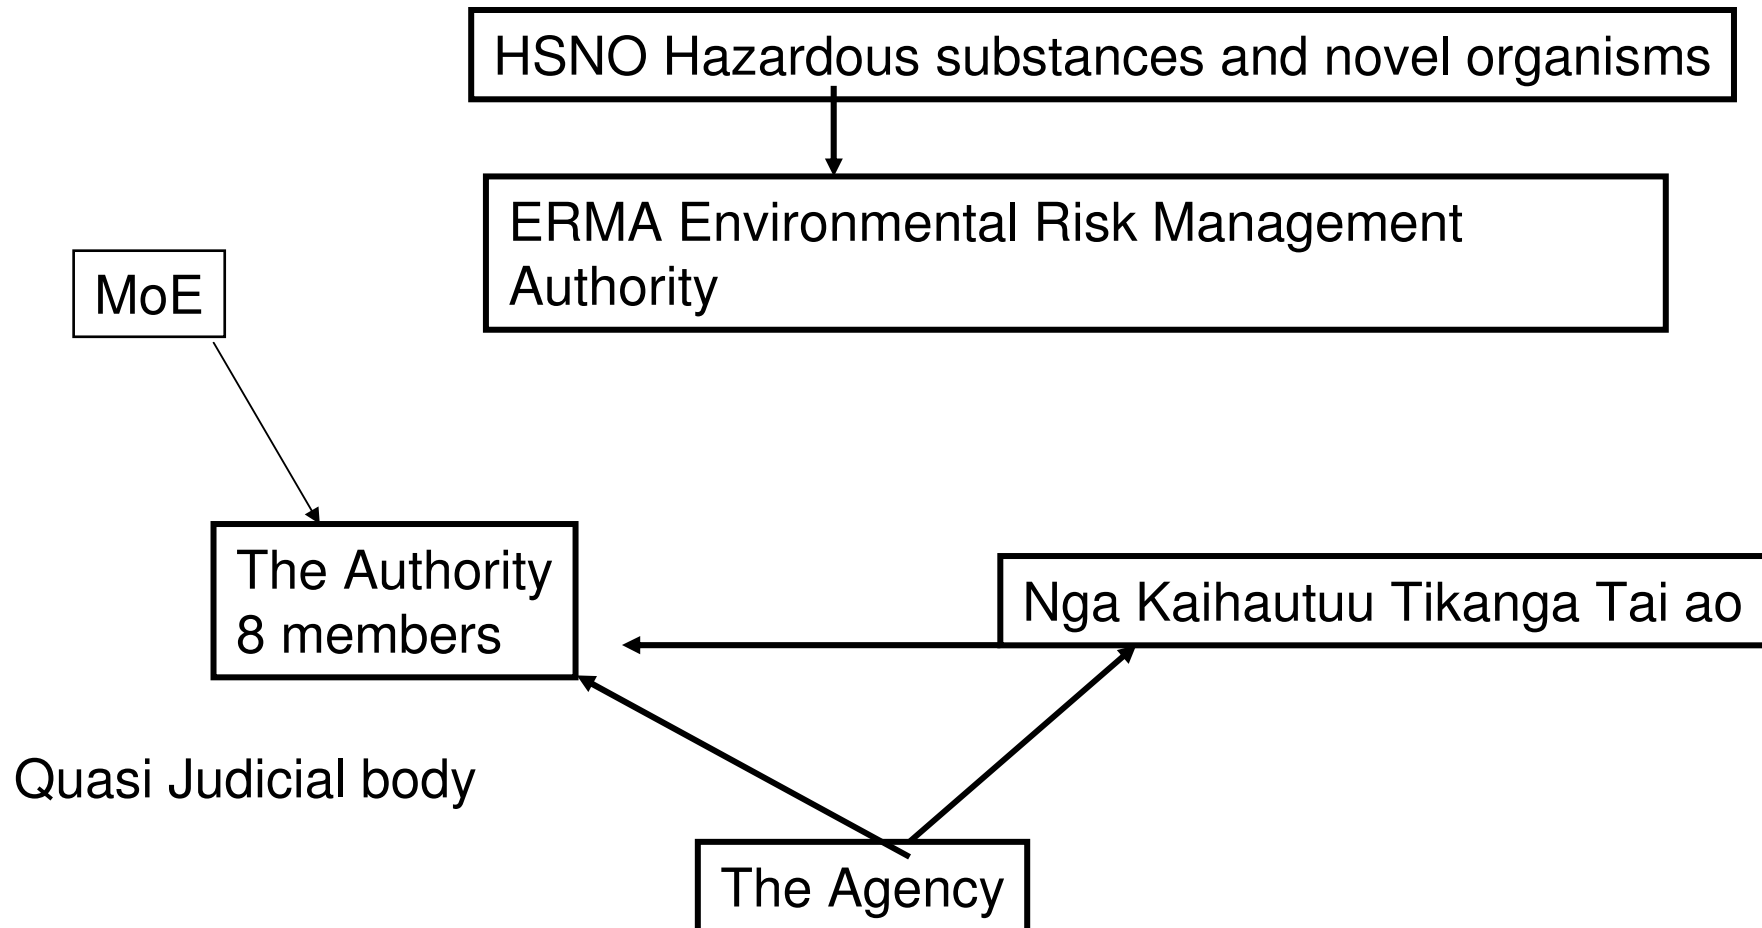 HSNO Hazardous substances and novel organisms
ERMA Environmental Risk Management
Authority
MoE
The Authority
8 members
Nga Kaihautuu Tikanga Tai ao
Quasi Judicial body
The Agency